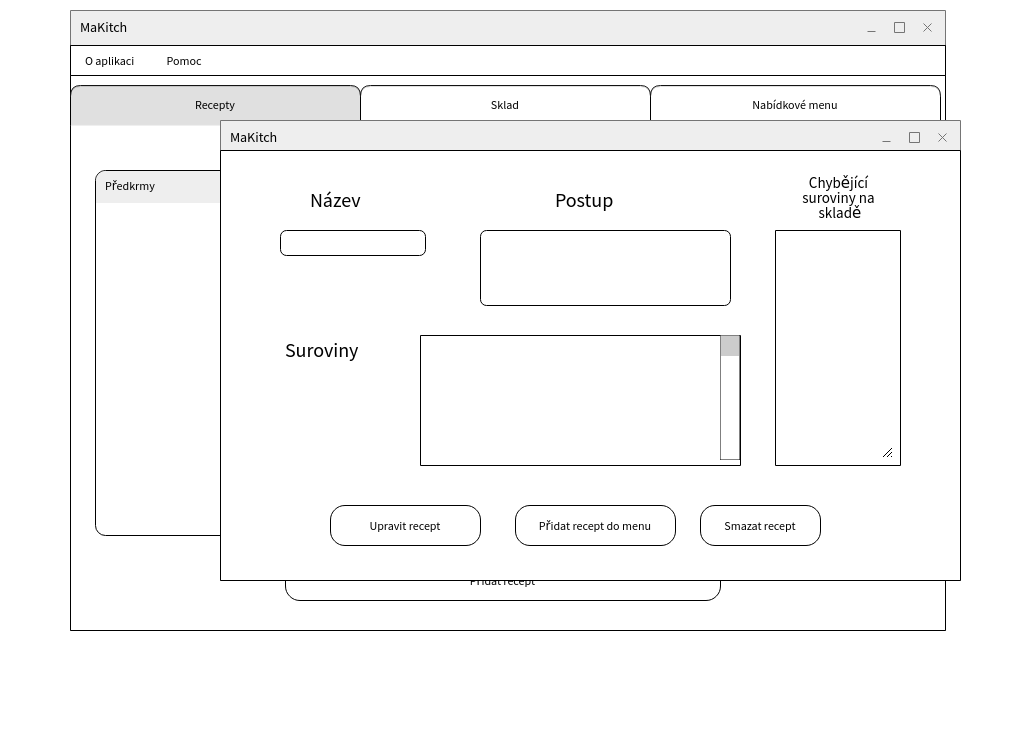 MaKitch
O aplikaci
Pomoc
Recepty
Sklad
Nabídkové menu
MaKitch
Předkrmy
Název
Postup
Chybějící
suroviny na
skladě
Suroviny
Upravit recept
Přidat recept do menu
Smazat recept
Přidat recept